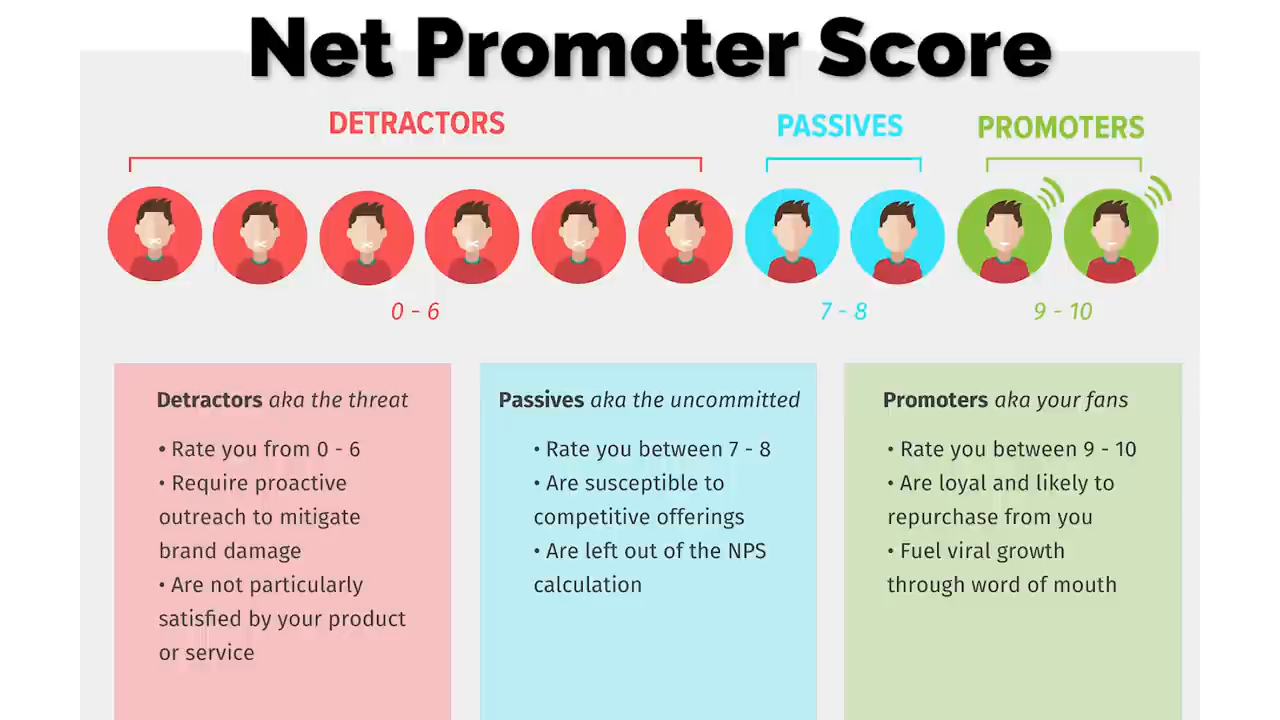 Net Promoter Score
DETRACTORS
PASSIVES
PROMOTERS
0 - 6
7 - 8
9 - 10
Detractors aka the threat
• Rate you from 0 - 6
• Require proactive
outreach to mitigate
brand damage
• Are not particularly
satisfied by your product
or service
Passives aka the uncommitted
• Rate you between 7 - 8
• Are susceptible to
competitive offerings
• Are left out of the NPS
calculation
Promoters aka your fans
• Rate you between 9 - 10
• Are loyal and likely to
repurchase from you
• Fuel viral growth
through word of mouth